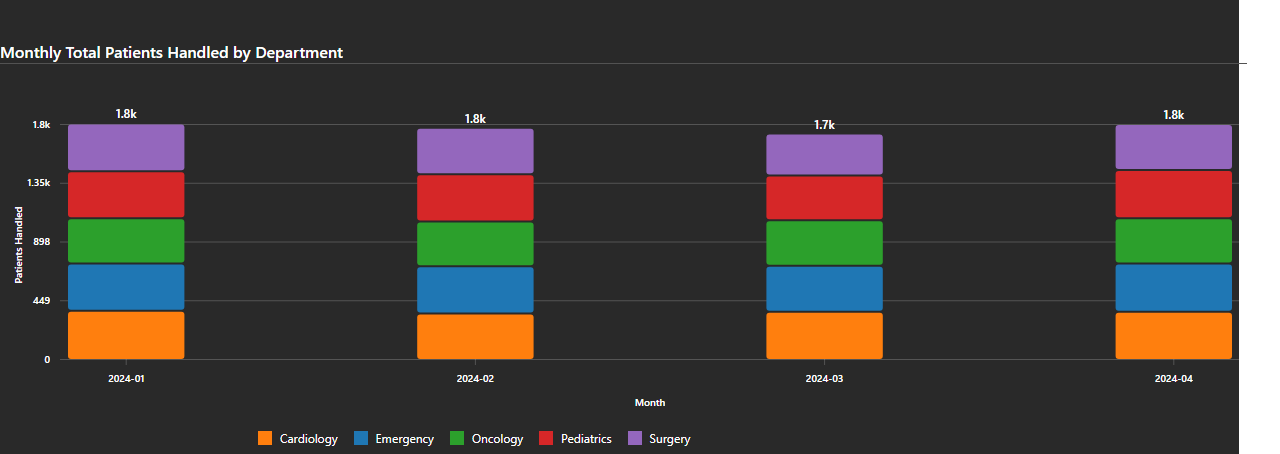 Monthly Total Patients Handled by Department
1.8k
1.8k
1.7k
1.8k
1.8k
1.35k
898
449
0
Patients Handled
2024-01
2024-02
2024-03
2024-04
Month
Cardiology
Emergency
Oncology
Pediatrics
Surgery